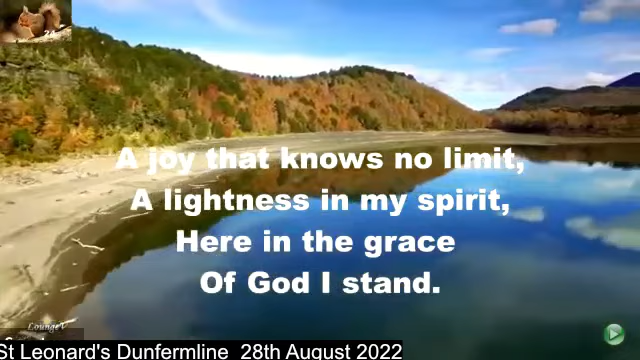 A joy that knows no limit,
A lightness in my spirit,
Here in the grace
Of God I stand.
LoungeV
St Leonard's Dunfermline 28th August 2022